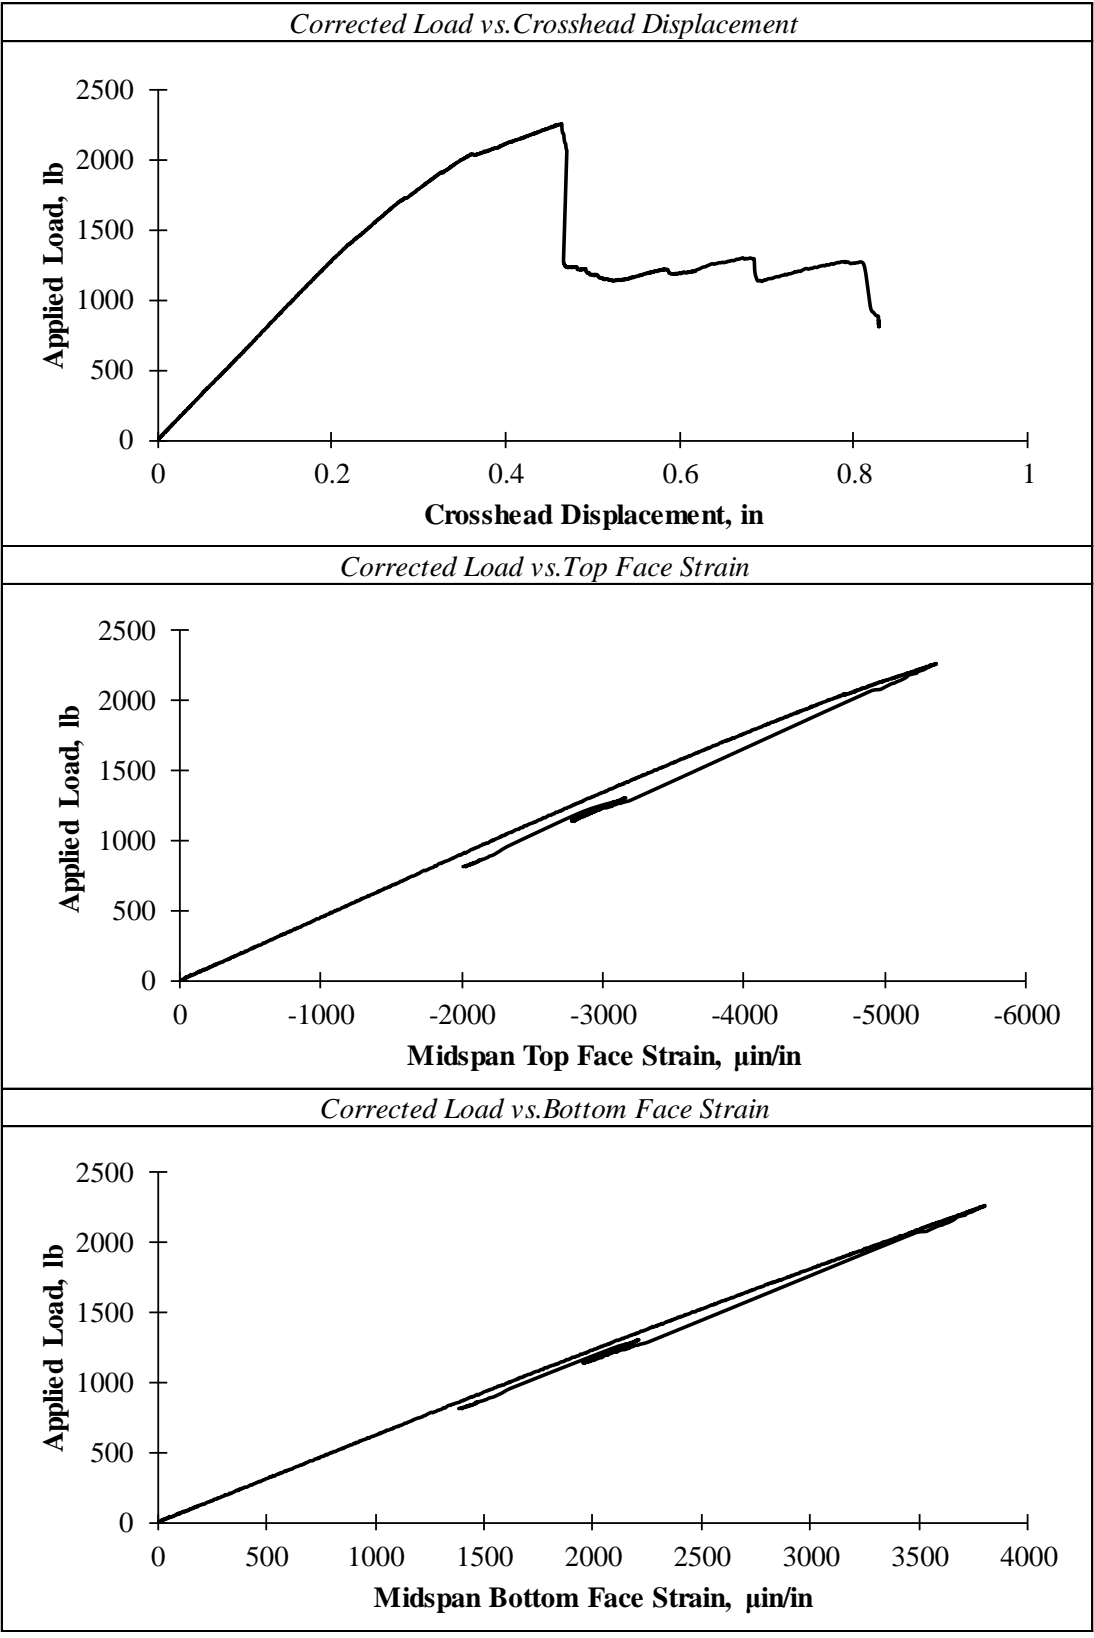 Corrected Load vs.Crosshead Displacement
2500
2000
1500
1000
500
0
Applied Load, lb
0 0.2 0.4 0.6 0.8 1
Crosshead Displacement, in
Corrected Load vs.Top Face Strain
2500
2000
1500
1000
500
0
Applied Load, lb
0 -1000 -2000 -3000 -4000 -5000 -6000
Midspan Top Face Strain, μin/in
Corrected Load vs.Bottom Face Strain
2500
2000
1500
1000
500
0
Applied Load, lb
0 500 1000 1500 2000 2500 3000 3500 4000
Midspan Bottom Face Strain, μin/in